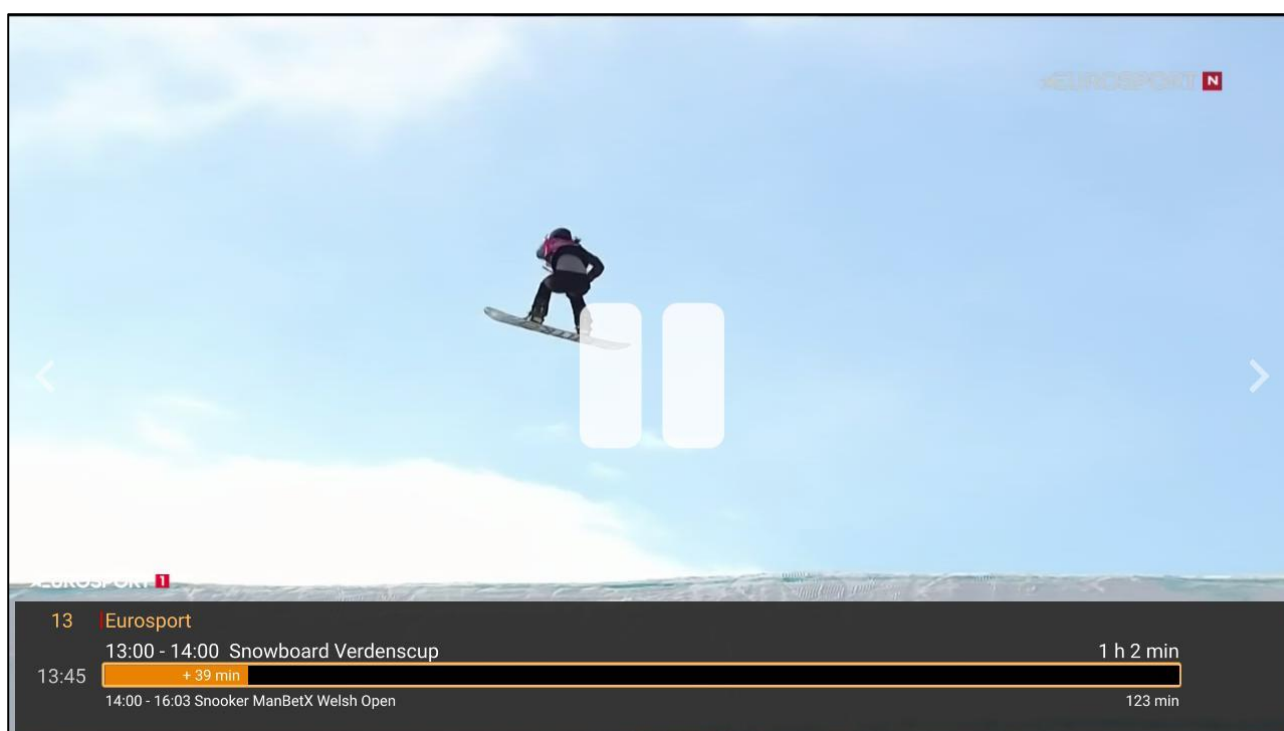 EUROSPORT N
EUROSPORT 1
13 Eurosport
13:00 - 14:00 Snowboard Verdenscup 1 h 2 min
13:45 + 39 min
14:00 - 16:03 Snooker ManBetX Welsh Open 123 min